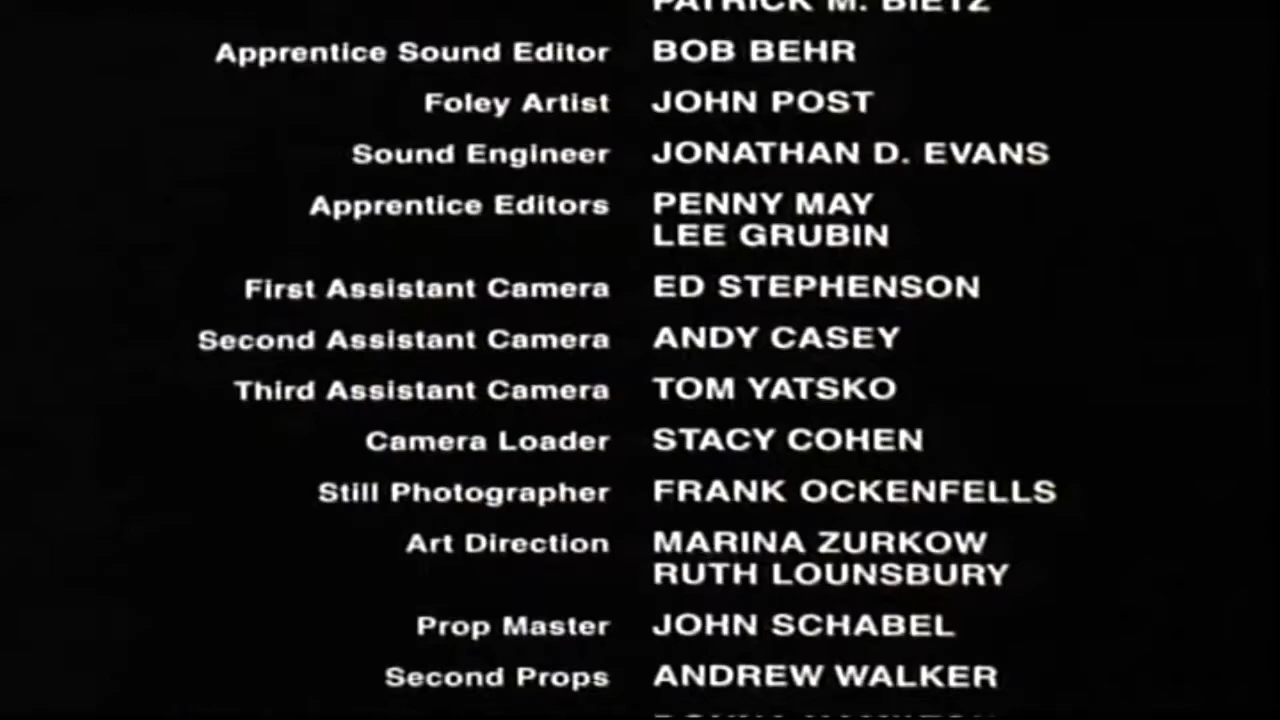 PATRICK M. BIETZ
Apprentice Sound Editor BOB BEHR
Foley Artist JOHN POST
Sound Engineer JONATHAN D. EVANS
Apprentice Editors PENNY MAY
LEE GRUBIN
First Assistant Camera ED STEPHENSON
Second Assistant Camera ANDY CASEY
Third Assistant Camera TOM YATSKO
Camera Loader STACY COHEN
Still Photographer FRANK OCKENFELLS
Art Direction MARINA ZURKOW
RUTH LOUNSBURY
Prop Master JOHN SCHABEL
Second Props ANDREW WALKER